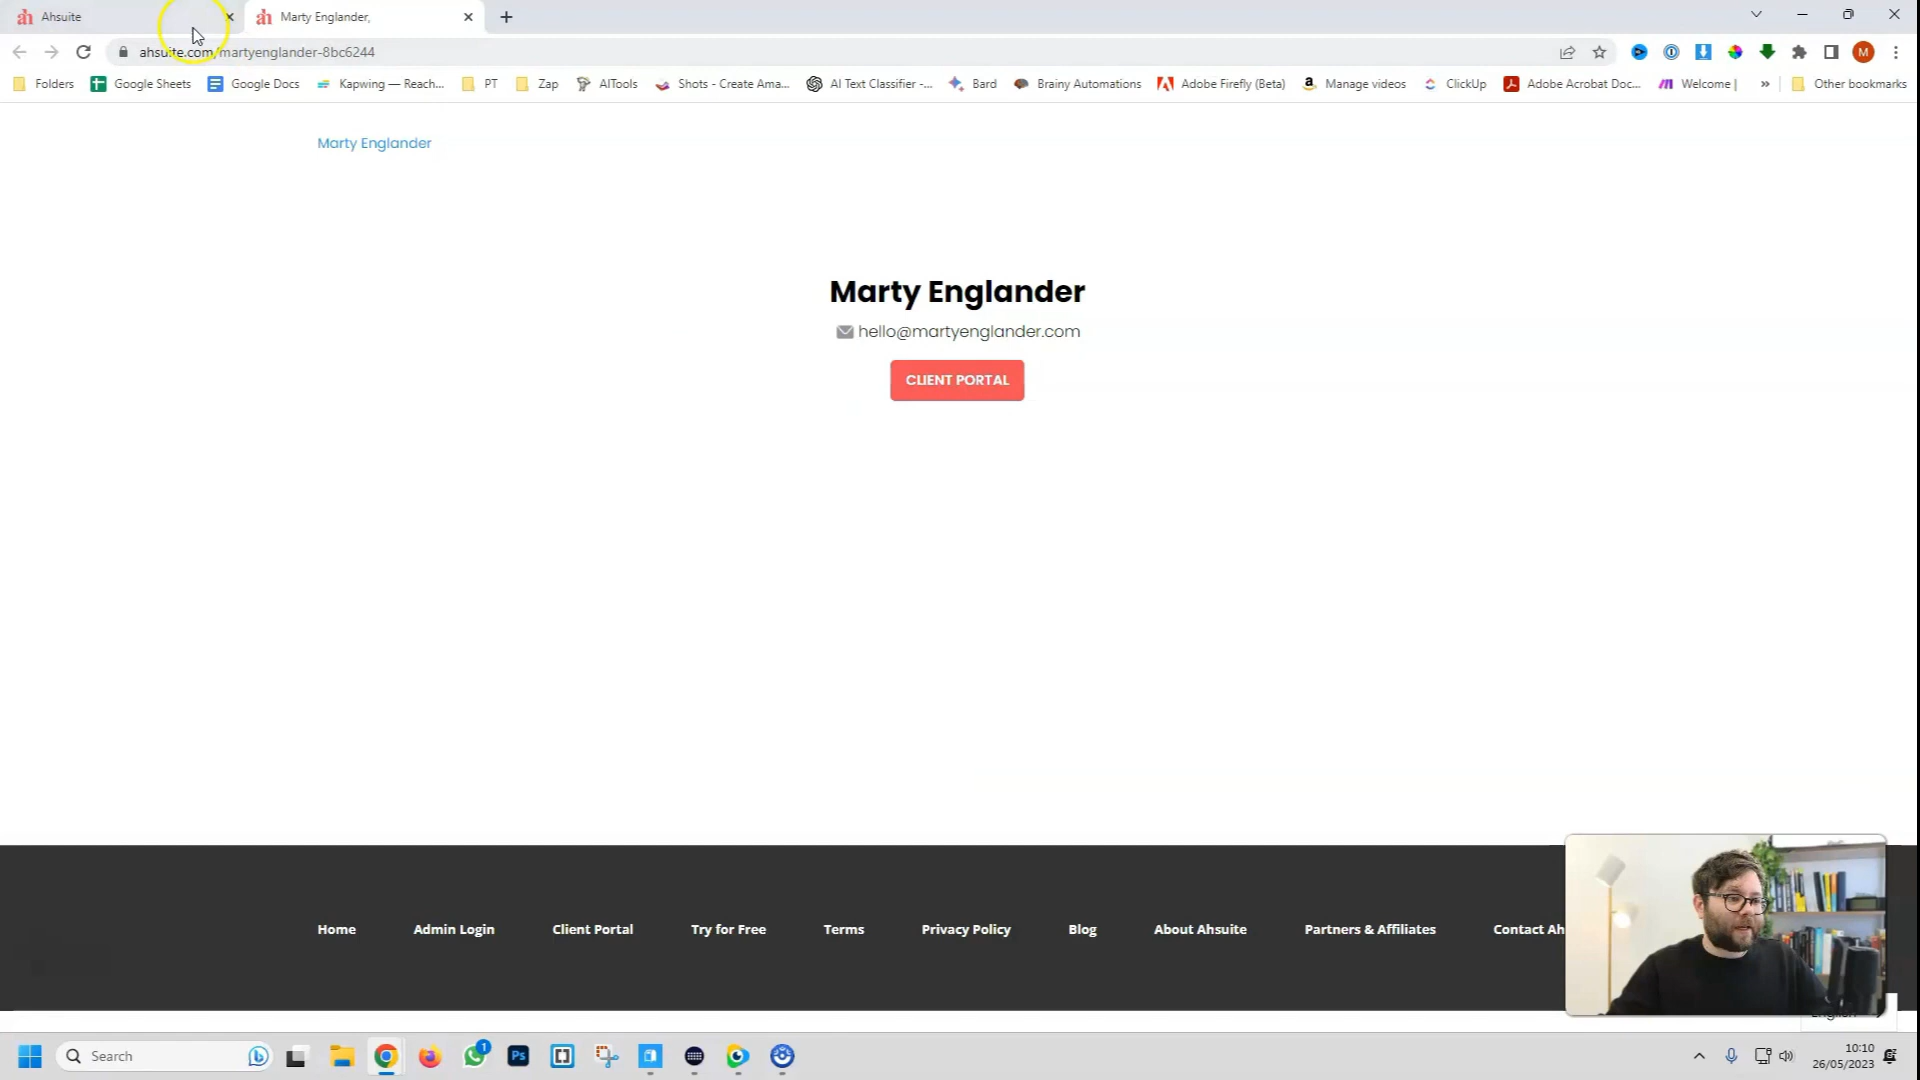 Ahsuite
Marty Englander,
ahsuite.com/martyenglander-8bc6244
M
Folders
Google Sheets
Google Docs
Kapwing — Reach...
PT
Zap
AITools
Shots - Create Ama...
AI Text Classifier -...
Bard
Brainy Automations
Adobe Firefly (Beta)
Manage videos
ClickUp
Adobe Acrobat Doc...
Welcome |
»
Other bookmarks
Marty Englander
Marty Englander
hello@martyenglander.com
CLIENT PORTAL
Home
Admin Login
Client Portal
Try for Free
Terms
Privacy Policy
Blog
About Ahsuite
Partners & Affiliates
Contact Ah
English
Search
1
Ps
10:10
26/05/2023